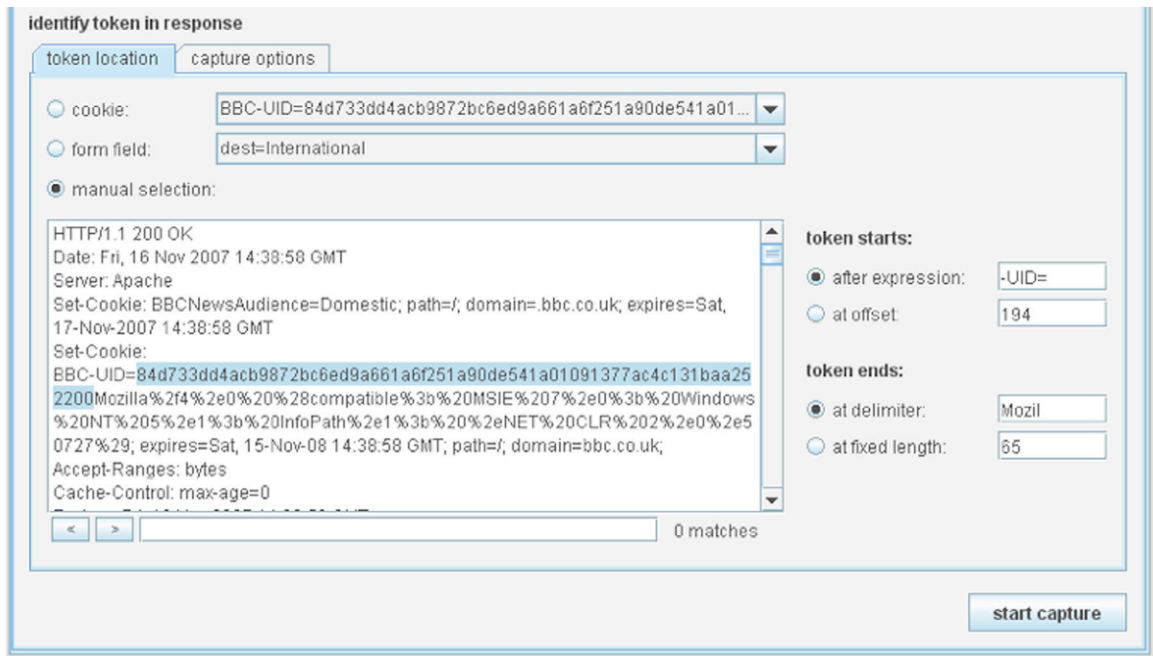 identify token in response
token location capture options
cookie: BBC-UID=84d733dd4acb9872bc6ed9a661a6f251a90de541a01...
form field: dest=International
manual selection:
HTTP/1.1 200 OK
Date: Fri, 16 Nov 2007 14:38:58 GMT
Server: Apache
Set-Cookie: BBCNewsAudience=Domestic; path=/; domain=.bbc.co.uk; expires=Sat,
17-Nov-2007 14:38:58 GMT
Set-Cookie:
BBC-UID=84d733dd4acb9872bc6ed9a661a6f251a90de541a01091377ac4c131baa25
2200Mozilla%2f4%2e0%20%28compatible%3b%20MSIE%207%2e0%3b%20Windows
%20NT%205%2e1%3b%20InfoPath%2e1%3b%20%2eNET%20CLR%202%2e0%2e5
0727%29; expires=Sat, 15-Nov-08 14:38:58 GMT; path=/; domain=bbc.co.uk;
Accept-Ranges: bytes
Cache-Control: max-age=0
< > 0 matches
token starts:
after expression: -UID=
at offset: 194
token ends:
at delimiter: Mozil
at fixed length: 65
start capture